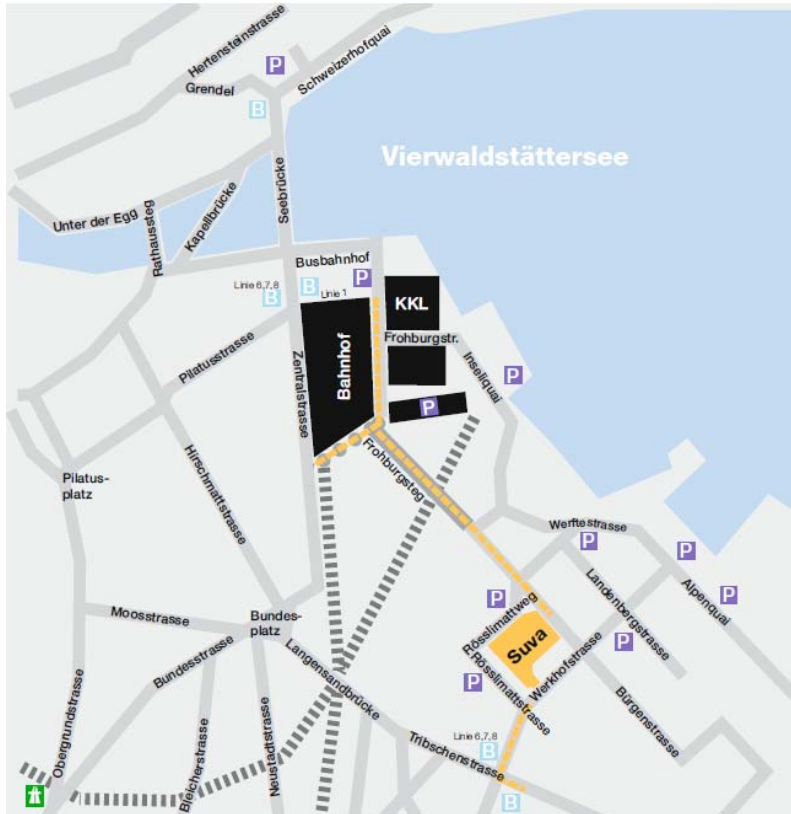 Hertensteinstrasse
P
Schweizerhofquai
Grendel
B
Vierwaldstättersee
Seebrücke
Kapellbrücke
Unter der Egg
Rathaussteg
Busbahnhof
Linie 6,7,8
B
B
Linie 1
P
KKL
Frohburgstr.
Pilatusstrasse
Zentralstrasse
Bahnhof
Inseliquai
P
P
Frohburgsteg
Hirschmattstrasse
Pilatus-
platz
Werftestrasse
P
P
Alpenquai
P
Landenbergstrasse
P
Rösslimattweg
P
Suva
Werkhofstrasse
Rösslimattstrasse
P
Bürgenstrasse
Moosstrasse
Bundes-
platz
Bundesstrasse
Langensandbrücke
Obergrundstrasse
Bleicherstrasse
Neustadtstrasse
Linie 6,7,8
B
Tribschenstrasse
B